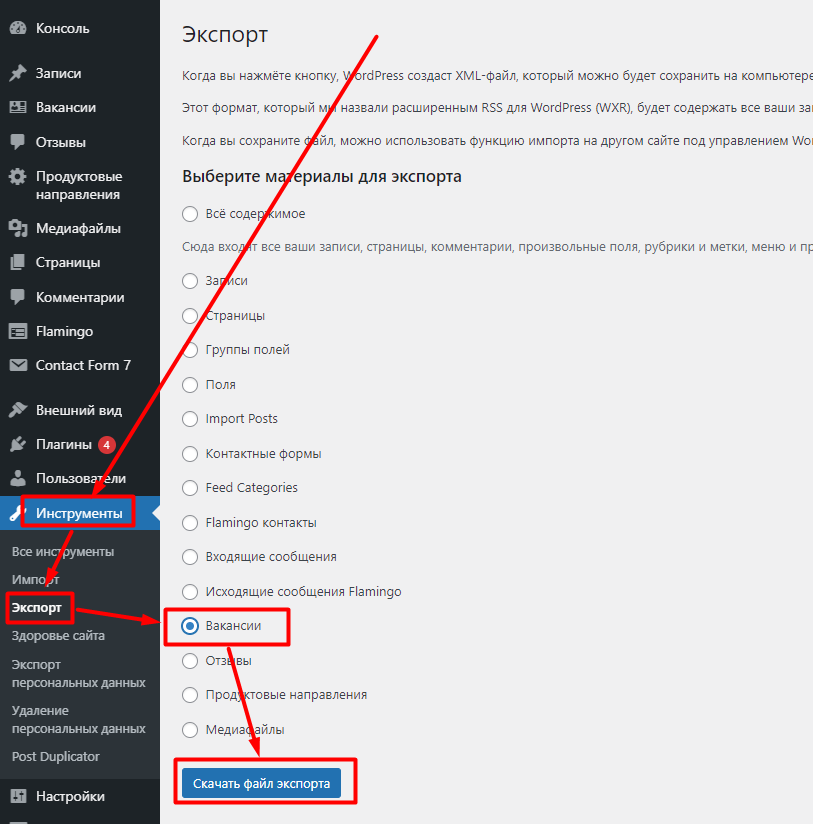 Консоль
Записи
Вакансии
Отзывы
Продуктовые
направления
Медиафайлы
Страницы
Комментарии
Flamingo
Contact Form 7
Внешний вид
Плагины 4
Пользователи
Инструменты
Все инструменты
Импорт
Экспорт
Здоровье сайта
Экспорт
персональных данных
Удаление
персональных данных
Post Duplicator
Настройки
Экспорт
Когда вы нажмёте кнопку, WordPress создаст XML-файл, который можно будет сохранить на компьютере
Этот формат, который мы назвали расширенным RSS для WordPress (WXR), будет содержать все ваши
Когда вы сохраните файл, можно использовать функцию импорта на другом сайте под управлением
Выберите материалы для экспорта
Всё содержимое
Сюда входят все ваши записи, страницы, комментарии, произвольные поля, рубрики и метки, меню и
Записи
Страницы
Группы полей
Поля
Import Posts
Контактные формы
Feed Categories
Flamingo контакты
Входящие сообщения
Исходящие сообщения Flamingo
Вакансии
Отзывы
Продуктовые направления
Медиафайлы
Скачать файл экспорта